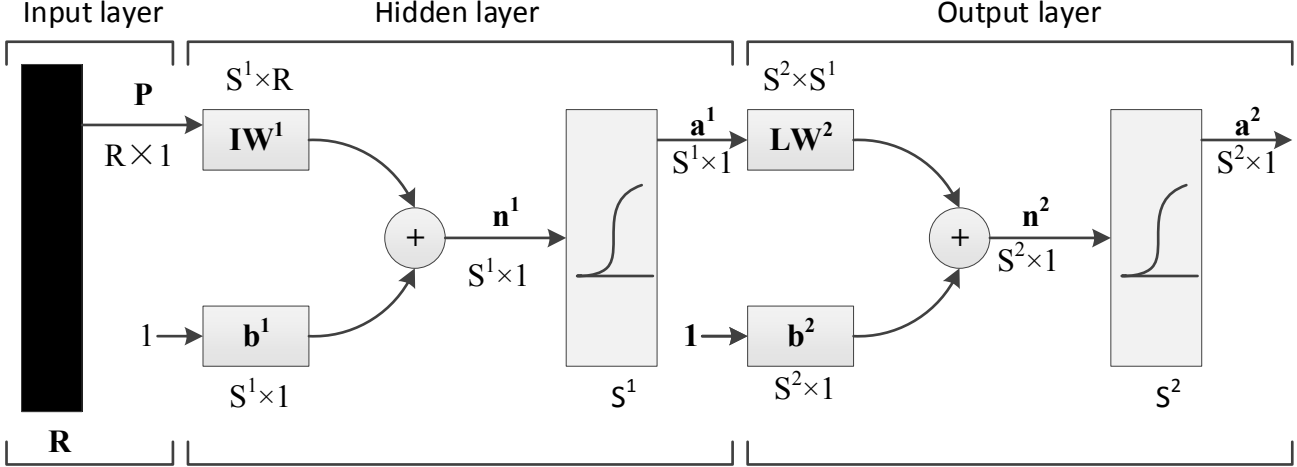 Input layer
Hidden layer
Output layer
P
R×1
R
S¹×R
IW¹
1
b¹
S¹×1
+
n¹
S¹×1
S¹
a¹
S¹×1
S²×S¹
LW²
1
b²
S²×1
+
n²
S²×1
S²
a²
S²×1